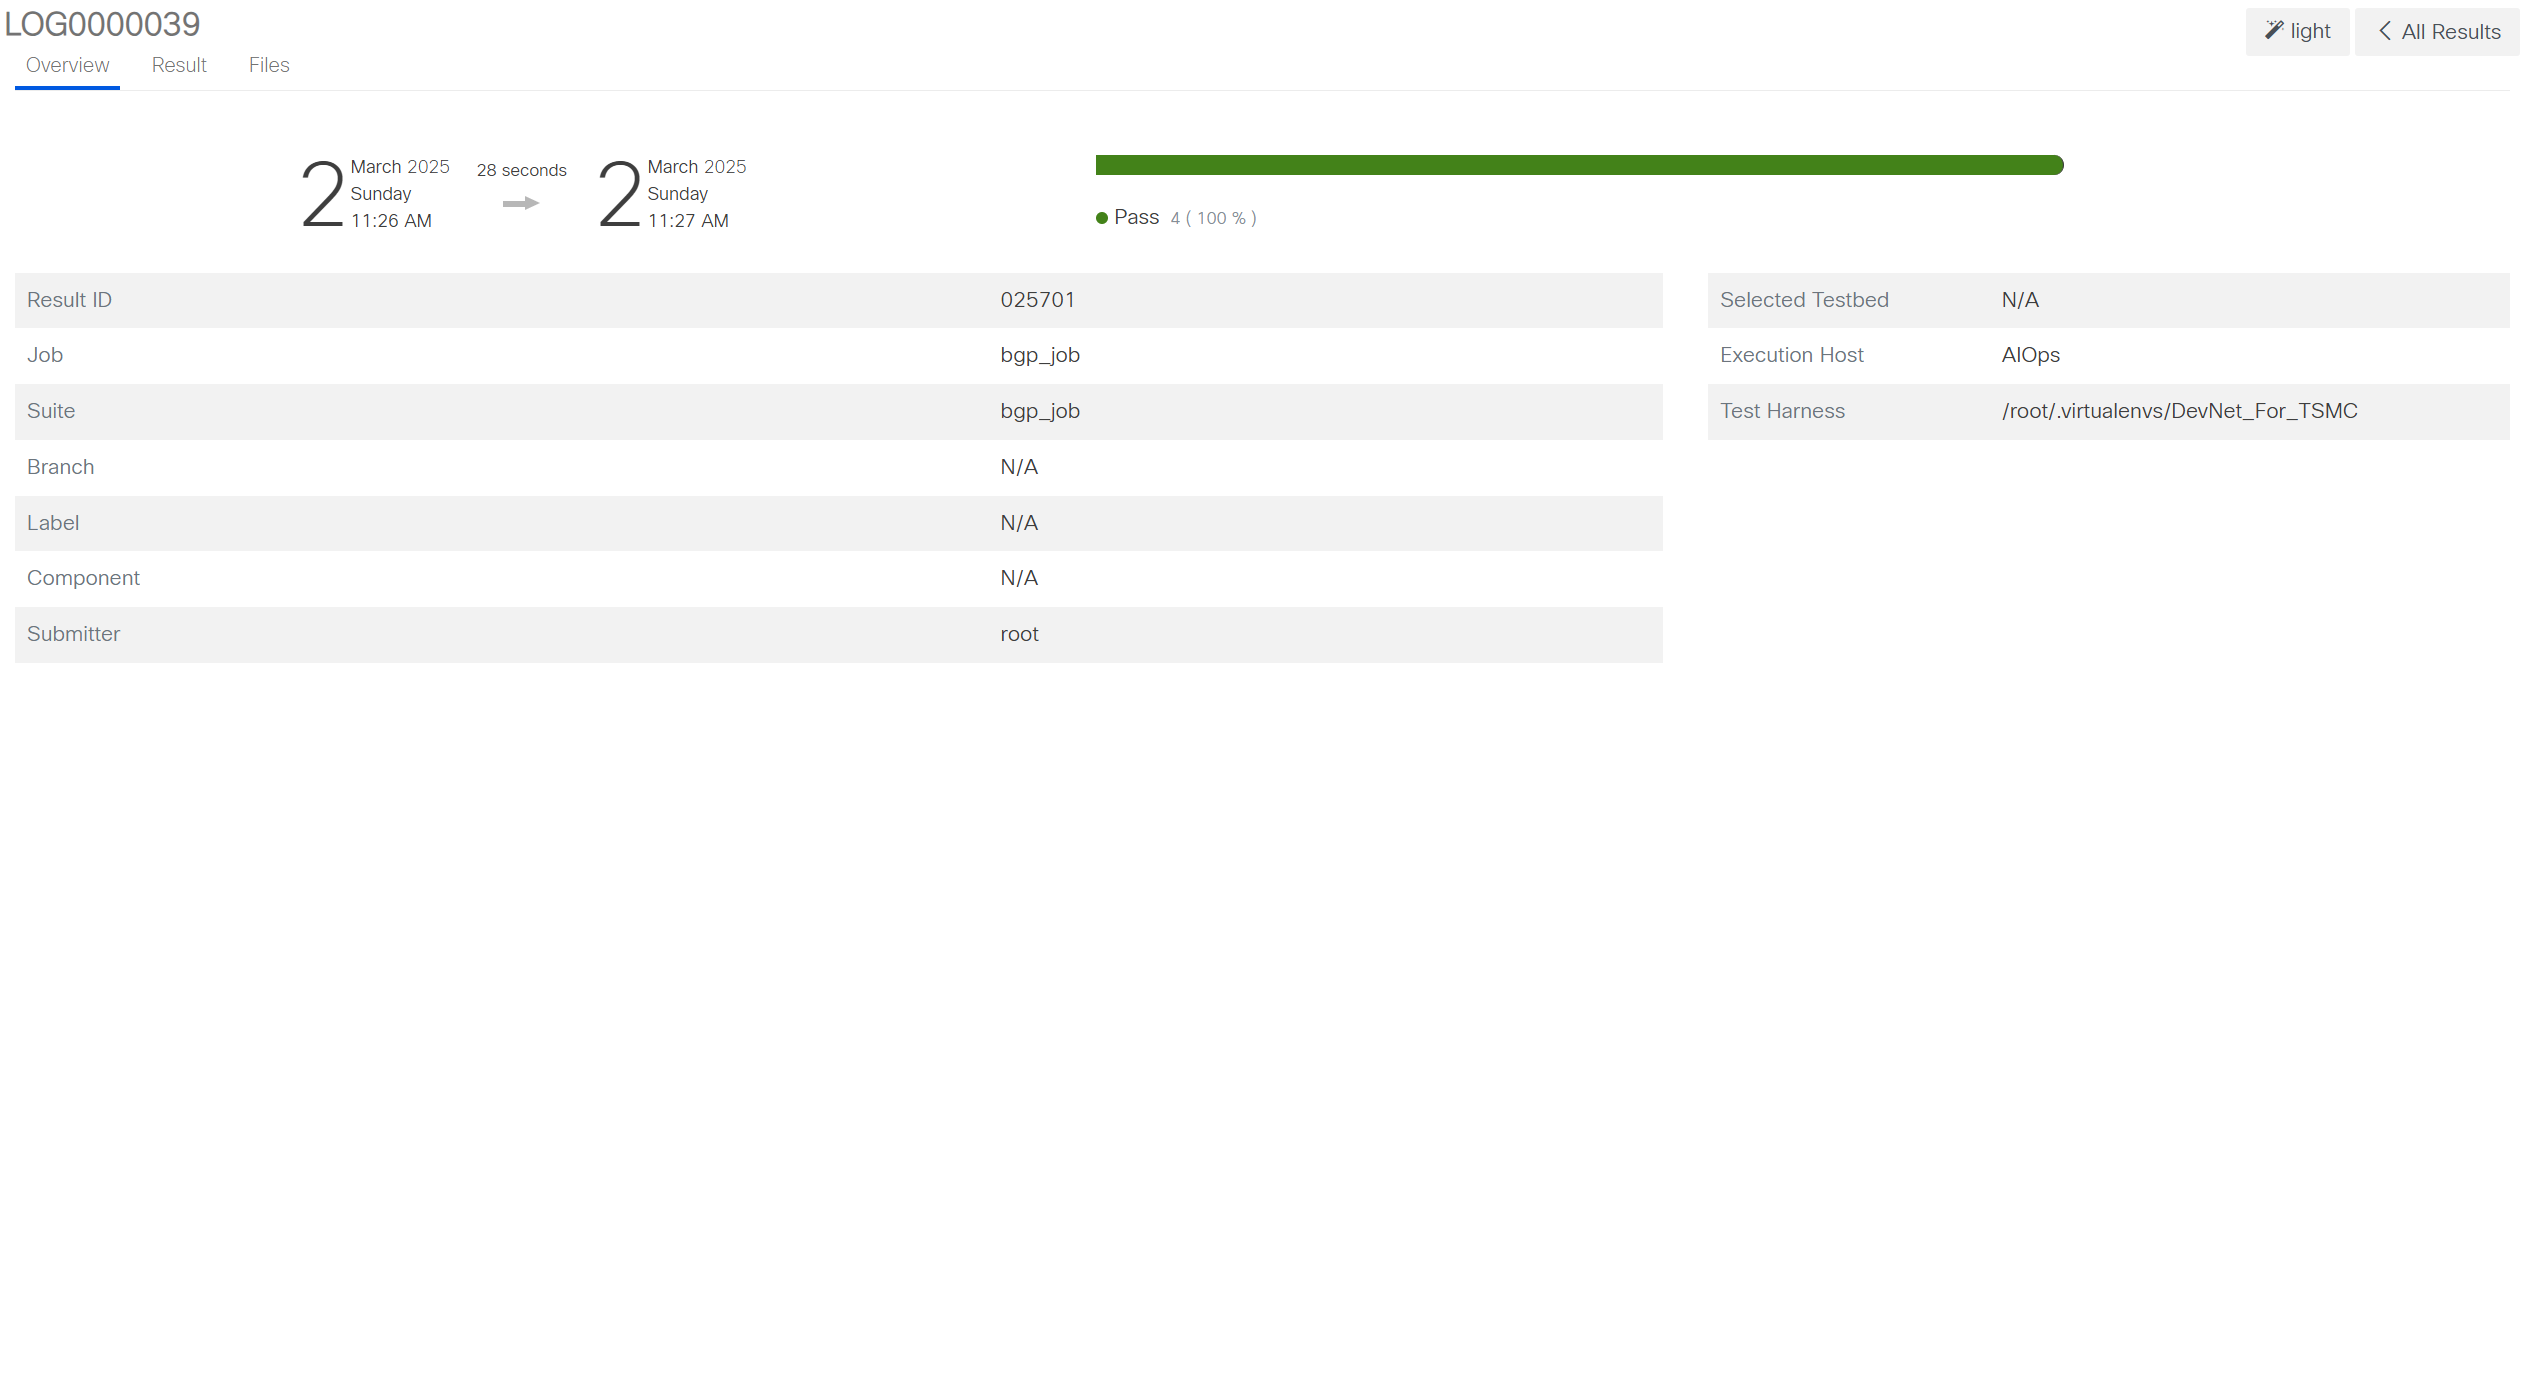 LOG0000039
light
All Results
Overview
Result
Files
2
March 2025
Sunday
11:26 AM
28 seconds
2
March 2025
Sunday
11:27 AM
Pass 4 ( 100 % )
Result ID 025701
Job bgp_job
Suite bgp_job
Branch N/A
Label N/A
Component N/A
Submitter root
Selected Testbed N/A
Execution Host AIOps
Test Harness /root/.virtualenvs/DevNet_For_TSMC